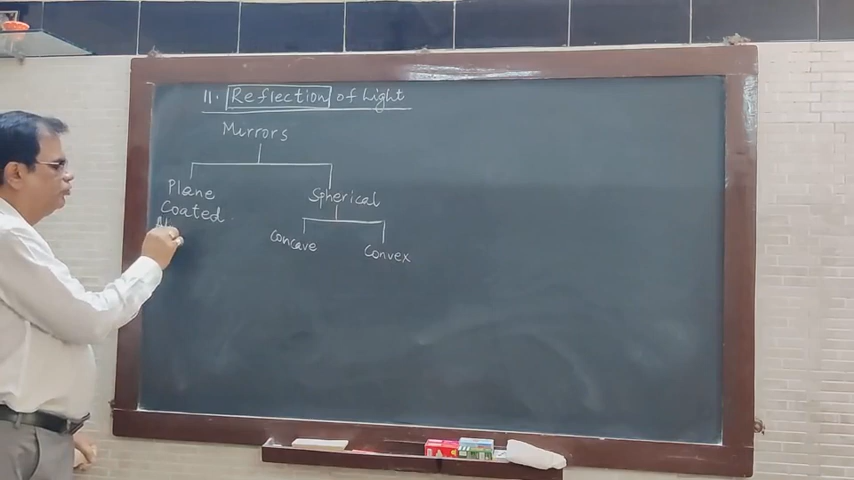 11. Reflection of Light
Mirrors
Plane
Spherical
Coated.
Concave
Convex